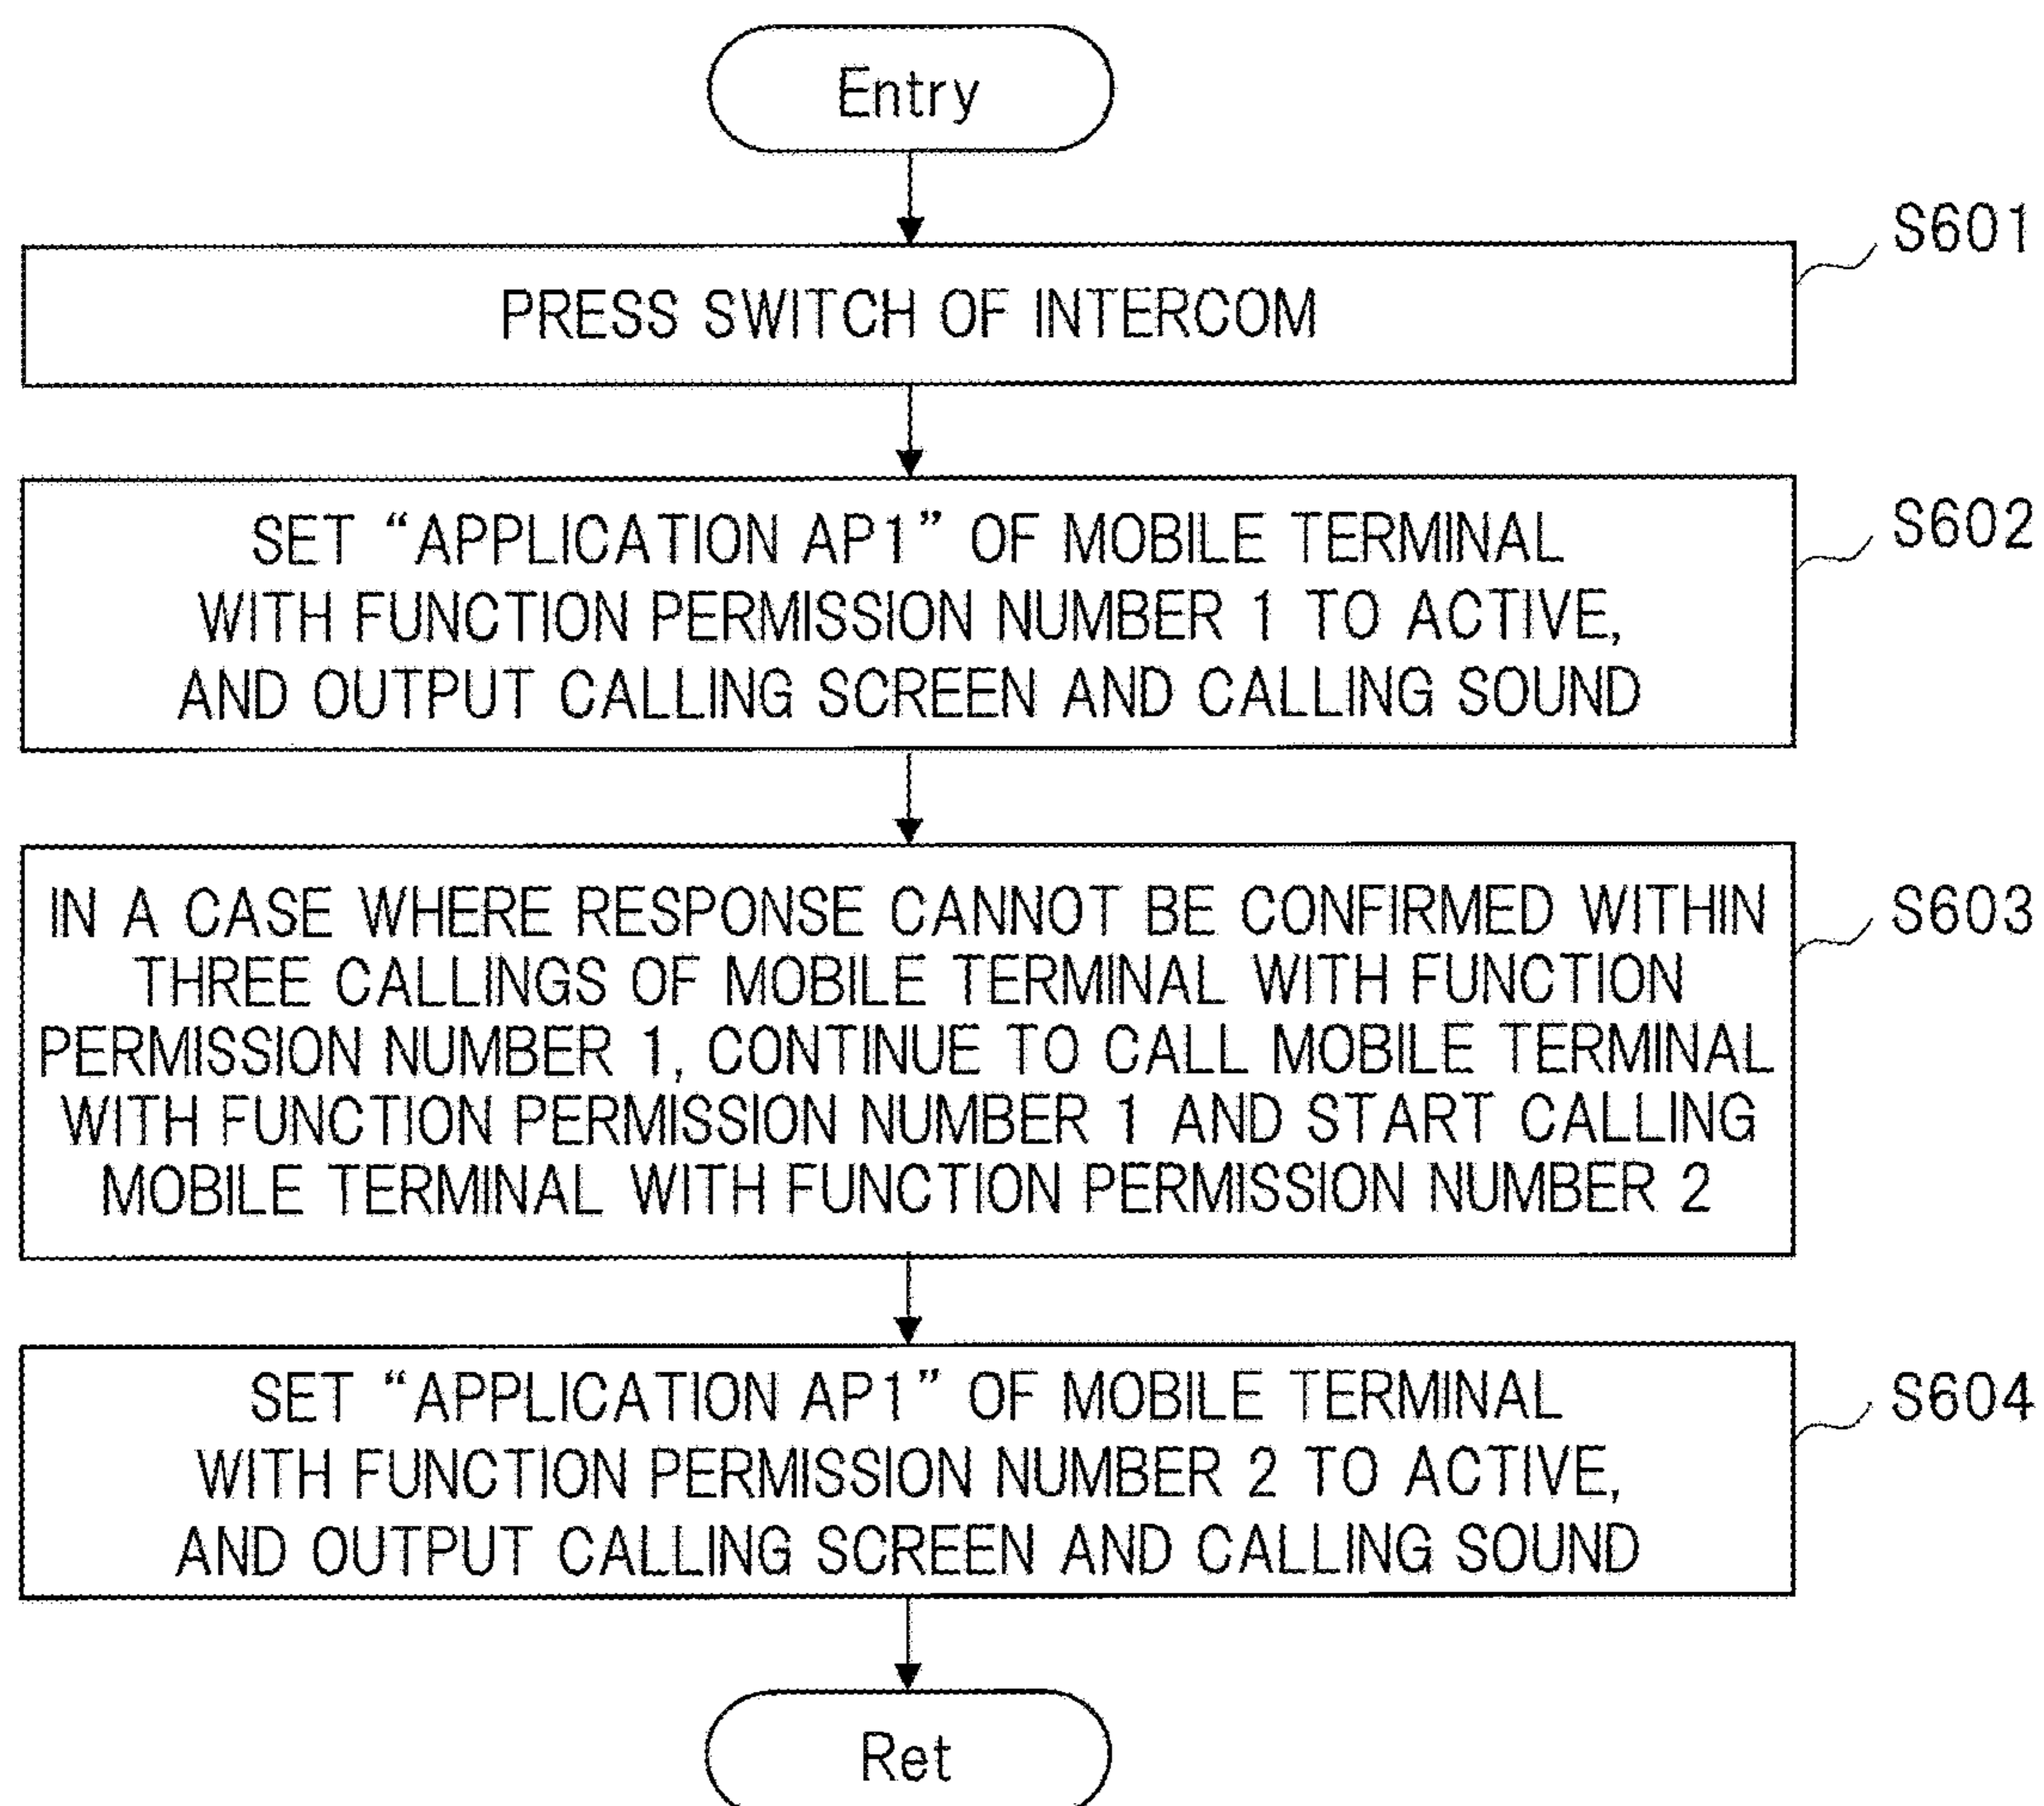 Entry
S601
PRESS SWITCH OF INTERCOM
S602
SET “APPLICATION AP1” OF MOBILE TERMINAL
WITH FUNCTION PERMISSION NUMBER 1 TO ACTIVE,
AND OUTPUT CALLING SCREEN AND CALLING SOUND
S603
IN A CASE WHERE RESPONSE CANNOT BE CONFIRMED WITHIN
THREE CALLINGS OF MOBILE TERMINAL WITH FUNCTION
PERMISSION NUMBER 1, CONTINUE TO CALL MOBILE TERMINAL
WITH FUNCTION PERMISSION NUMBER 1 AND START CALLING
MOBILE TERMINAL WITH FUNCTION PERMISSION NUMBER 2
S604
SET “APPLICATION AP1” OF MOBILE TERMINAL
WITH FUNCTION PERMISSION NUMBER 2 TO ACTIVE,
AND OUTPUT CALLING SCREEN AND CALLING SOUND
Ret